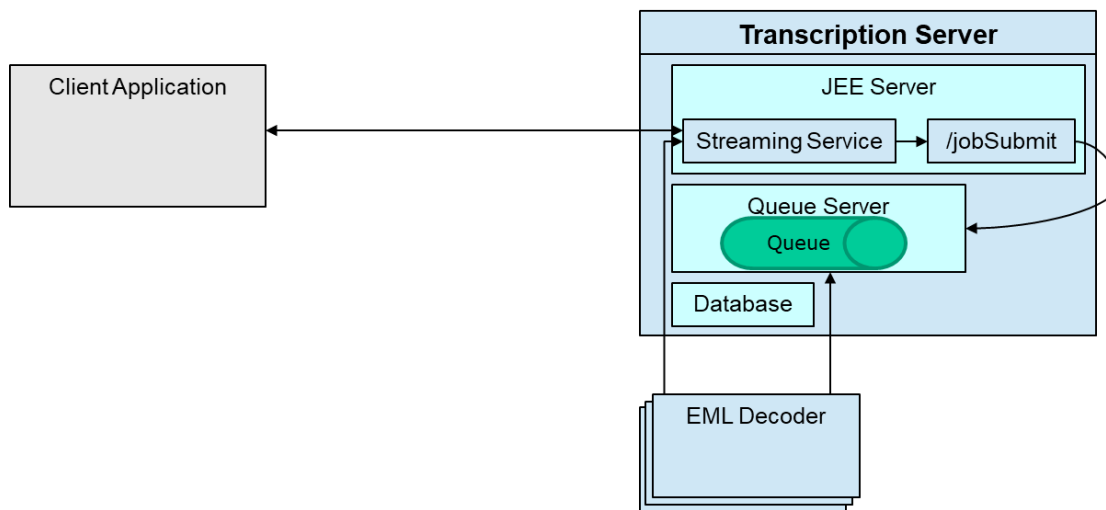 Transcription Server
Client Application
JEE Server
Streaming Service
/jobSubmit
Queue Server
Queue
Database
EML Decoder